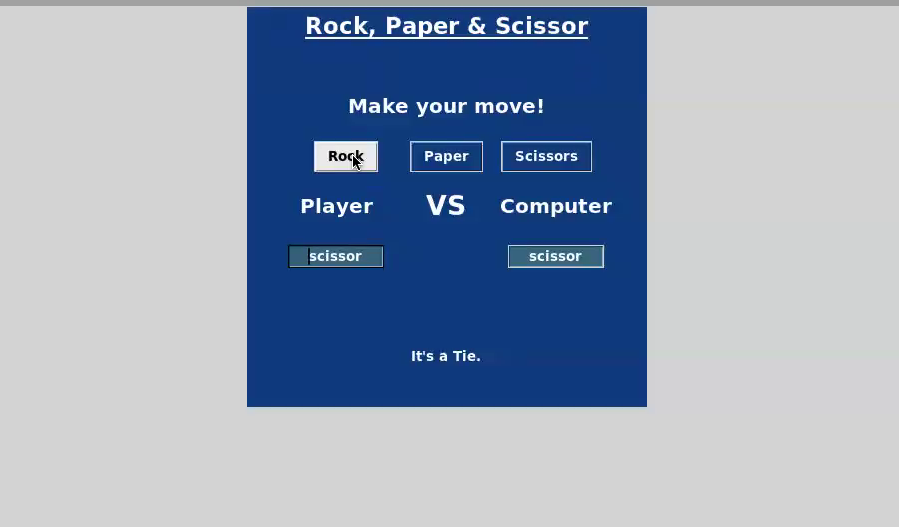 Rock, Paper & Scissor
Make your move!
Rock Paper Scissors
Player VS Computer
scissor scissor
It's a Tie.